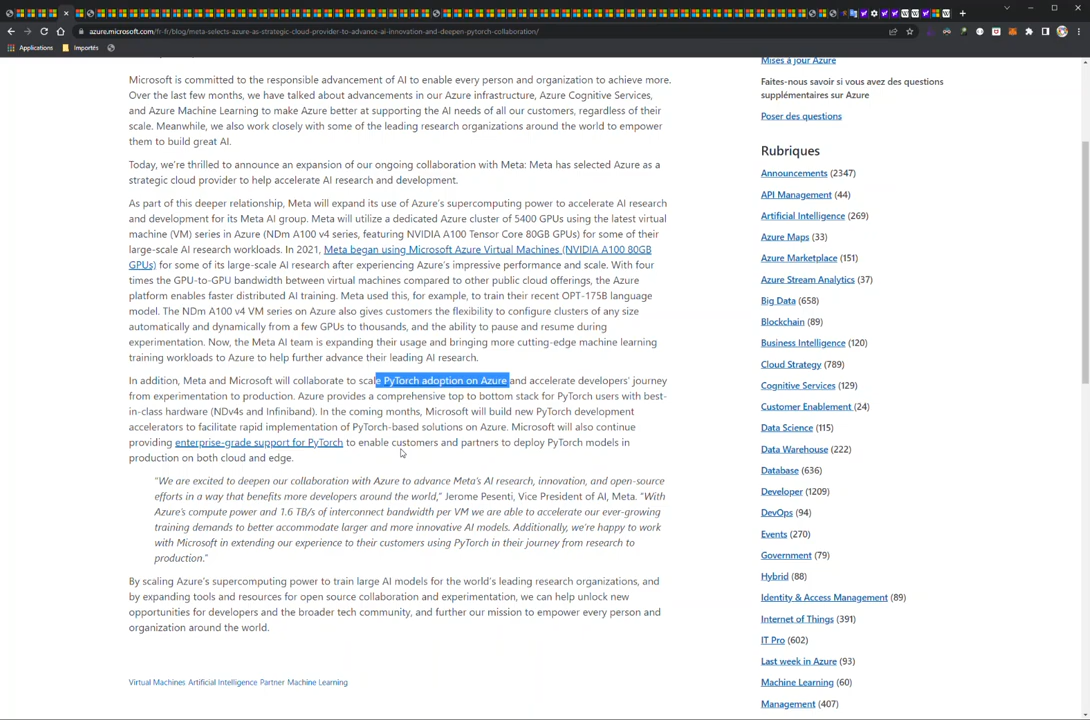 azure.microsoft.com/fr-fr/blog/meta-selects-azure-as-strategic-cloud-provider-to-advance-ai-innovation-and-deepen-pytorch-collaboration/
Applications
Importés
Microsoft is committed to the responsible advancement of AI to enable every person and organization to achieve more.
Over the last few months, we have talked about advancements in our Azure infrastructure, Azure Cognitive Services,
and Azure Machine Learning to make Azure better at supporting the AI needs of all our customers, regardless of their
scale. Meanwhile, we also work closely with some of the leading research organizations around the world to empower
them to build great AI.
Today, we're thrilled to announce an expansion of our ongoing collaboration with Meta: Meta has selected Azure as a
strategic cloud provider to help accelerate AI research and development.
As part of this deeper relationship, Meta will expand its use of Azure's supercomputing power to accelerate AI research
and development for its Meta AI group. Meta will utilize a dedicated Azure cluster of 5400 GPUs using the latest virtual
machine (VM) series in Azure (NDm A100 v4 series, featuring NVIDIA A100 Tensor Core 80GB GPUs) for some of their
large-scale AI research workloads. In 2021, Meta began using Microsoft Azure Virtual Machines (NVIDIA A100 80GB
GPUs) for some of its large-scale AI research after experiencing Azure's impressive performance and scale. With four
times the GPU-to-GPU bandwidth between virtual machines compared to other public cloud offerings, the Azure
platform enables faster distributed AI training. Meta used this, for example, to train their recent OPT-175B language
model. The NDm A100 v4 VM series on Azure also gives customers the flexibility to configure clusters of any size
automatically and dynamically from a few GPUs to thousands, and the ability to pause and resume during
experimentation. Now, the Meta AI team is expanding their usage and bringing more cutting-edge machine learning
training workloads to Azure to help further advance their leading AI research.
In addition, Meta and Microsoft will collaborate to scale PyTorch adoption on Azure and accelerate developers' journey
from experimentation to production. Azure provides a comprehensive top to bottom stack for PyTorch users with best-
in-class hardware (NDv4s and Infiniband). In the coming months, Microsoft will build new PyTorch development
accelerators to facilitate rapid implementation of PyTorch-based solutions on Azure. Microsoft will also continue
providing enterprise-grade support for PyTorch to enable customers and partners to deploy PyTorch models in
production on both cloud and edge.
"We are excited to deepen our collaboration with Azure to advance Meta's AI research, innovation, and open-source
efforts in a way that benefits more developers around the world," Jerome Pesenti, Vice President of AI, Meta. "With
Azure's compute power and 1.6 TB/s of interconnect bandwidth per VM we are able to accelerate our ever-growing
training demands to better accommodate larger and more innovative AI models. Additionally, we're happy to work
with Microsoft in extending our experience to their customers using PyTorch in their journey from research to
production."
By scaling Azure's supercomputing power to train large AI models for the world's leading research organizations, and
by expanding tools and resources for open source collaboration and experimentation, we can help unlock new
opportunities for developers and the broader tech community, and further our mission to empower every person and
organization around the world.
Virtual Machines Artificial Intelligence Partner Machine Learning
Mises à jour Azure
Faites-nous savoir si vous avez des questions
supplémentaires sur Azure
Poser des questions
Rubriques
Announcements (2347)
API Management (44)
Artificial Intelligence (269)
Azure Maps (33)
Azure Marketplace (151)
Azure Stream Analytics (37)
Big Data (658)
Blockchain (89)
Business Intelligence (120)
Cloud Strategy (789)
Cognitive Services (129)
Customer Enablement (24)
Data Science (115)
Data Warehouse (222)
Database (636)
Developer (1209)
DevOps (94)
Events (270)
Government (79)
Hybrid (88)
Identity & Access Management (89)
Internet of Things (391)
IT Pro (602)
Last week in Azure (93)
Machine Learning (60)
Management (407)